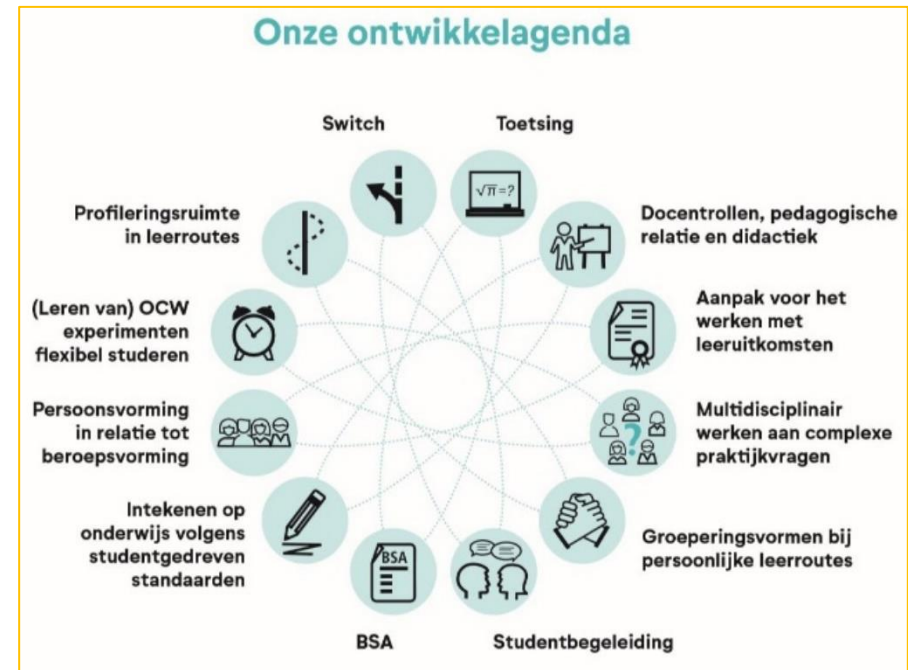 Onze ontwikkelagenda
Switch
Toetsing
√π=?
Docentrollen, pedagogische
relatie en didactiek
Aanpak voor het
werken met
leeruitkomsten
Multidisciplinair
werken aan complexe
praktijkvragen
?
Groeperingsvormen bij
persoonlijke leerroutes
Studentbegeleiding
BSA
BSA
Intekenen op
onderwijs volgens
studentgedreven
standaarden
Persoonsvorming
in relatie tot
beroepsvorming
(Leren van) OCW
experimenten
flexibel studeren
Profileringsruimte
in leerroutes